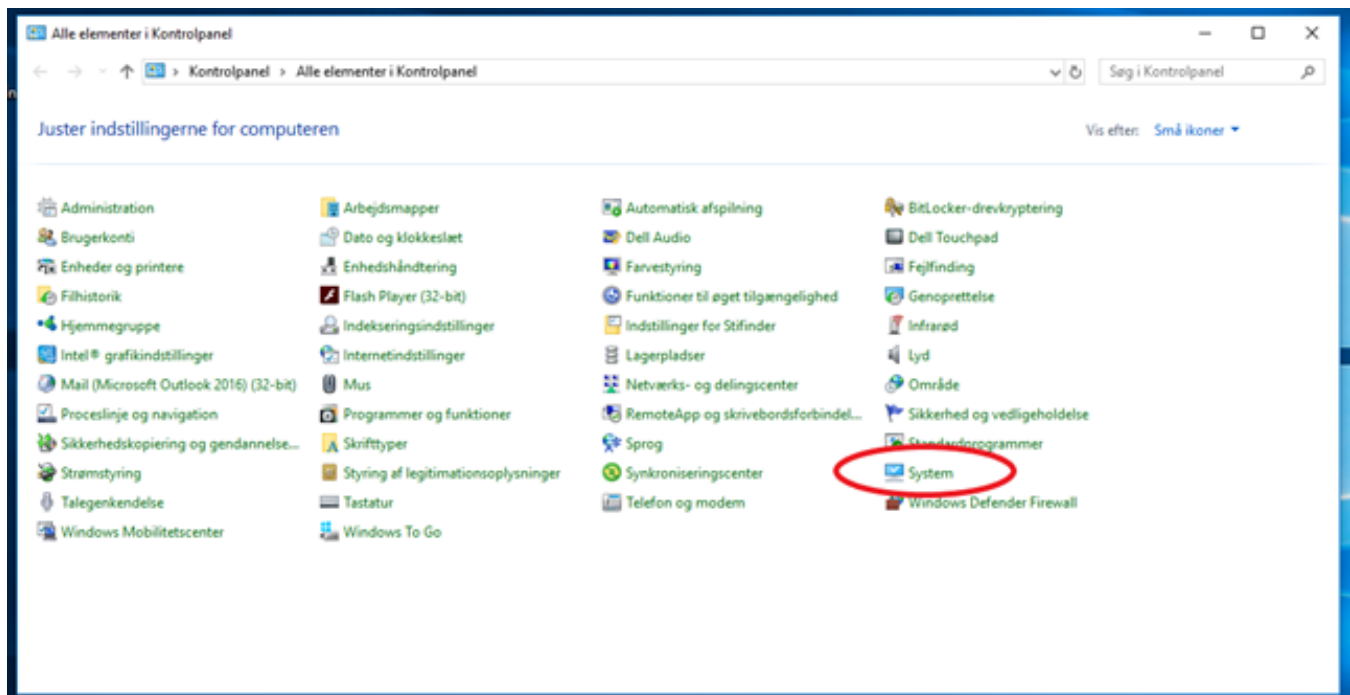 Alle elementer i Kontrolpanel
Kontrolpanel > Alle elementer i Kontrolpanel
Søg i Kontrolpanel
Juster indstillingerne for computeren
Vis efter: Små ikoner
Administration
Arbejdsmapper
Automatisk afspilning
BitLocker-drevkryptering
Brugerkonti
Dato og klokkeslæt
Dell Audio
Dell Touchpad
Enheder og printere
Enhedshåndtering
Farvestyring
Fejlfinding
Filhistorik
Flash Player (32-bit)
Funktioner til øget tilgængelighed
Genoprettelse
Hjemmegruppe
Indekseringsindstillinger
Indstillinger for Stifinder
Infrarød
Intel® grafikindstillinger
Internetindstillinger
Lagerpladser
Lyd
Mail (Microsoft Outlook 2016) (32-bit)
Mus
Netværks- og delingscenter
Område
Proceslinje og navigation
Programmer og funktioner
RemoteApp og skrivebordsforbindel...
Sikkerhed og vedligeholdelse
Sikkerhedskopiering og gendannelse...
Skrifttyper
Sprog
Standardprogrammer
Strømstyring
Styring af legitimationsoplysninger
Synkroniseringscenter
System
Talegenkendelse
Tastatur
Telefon og modem
Windows Defender Firewall
Windows Mobilitetscenter
Windows To Go